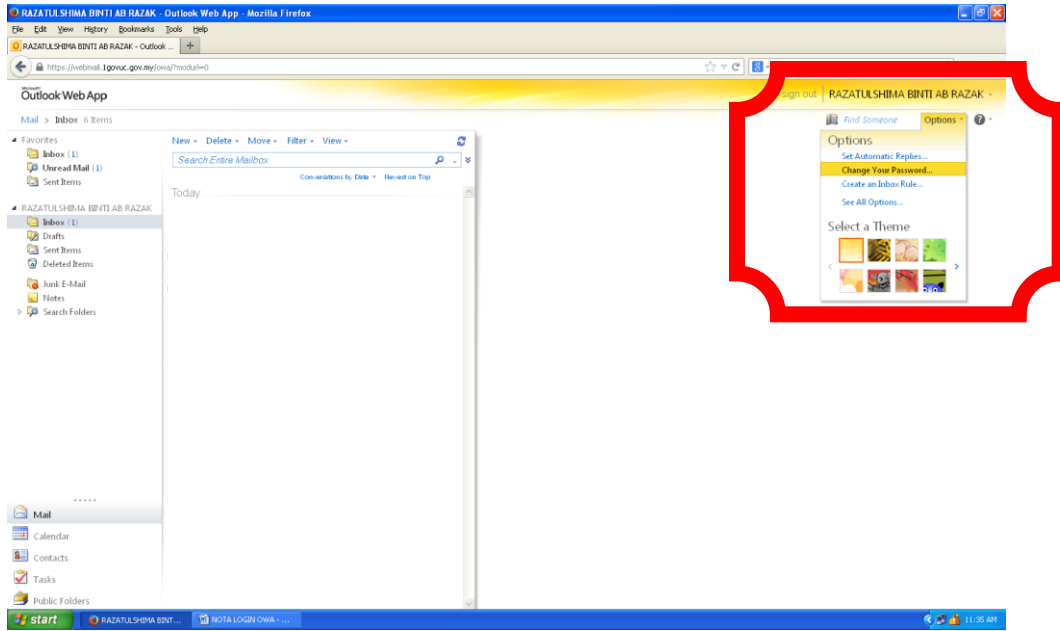 RAZATULSHIMA BINTI AB RAZAK - Outlook Web App - Mozilla Firefox
File Edit View History Bookmarks Tools Help
RAZATULSHIMA BINTI AB RAZAK - Outlook ... +
https://webmail.1govuc.gov.my/owa/?modurl=0
Microsoft
Outlook Web App
sign out RAZATULSHIMA BINTI AB RAZAK
Mail > Inbox 6 Items
Find Someone Options
Favorites
Inbox (1)
Unread Mail (1)
Sent Items
RAZATULSHIMA BINTI AB RAZAK
Inbox (1)
Drafts
Sent Items
Deleted Items
Junk E-Mail
Notes
Search Folders
New Delete Move Filter View
Search Entire Mailbox
Conversations by Date Newest on Top
Today
Options
Set Automatic Replies...
Change Your Password...
Create an Inbox Rule...
See All Options...
Select a Theme
Mail
Calendar
Contacts
Tasks
Public Folders
start RAZATULSHIMA BINT... NOTA LOGIN OWA - ... 11:35 AM